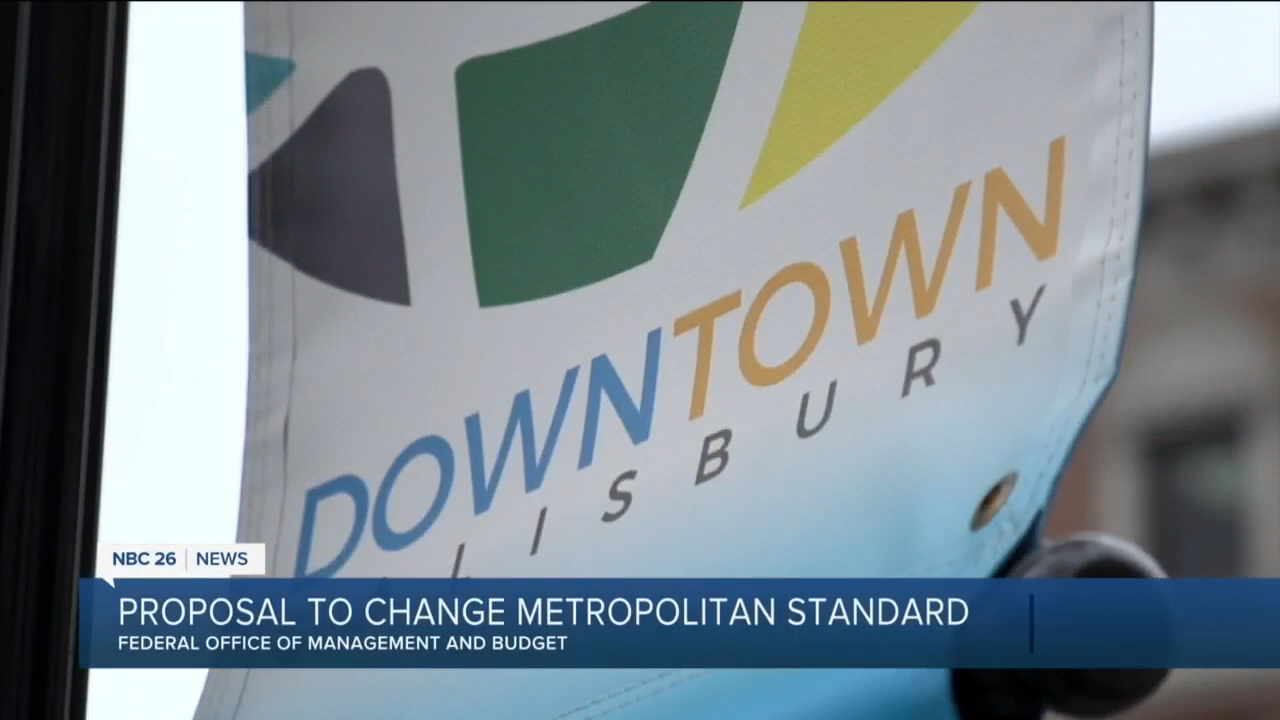 DOWNTOWN
LISBURY
NBC 26 | NEWS
PROPOSAL TO CHANGE METROPOLITAN STANDARD
FEDERAL OFFICE OF MANAGEMENT AND BUDGET